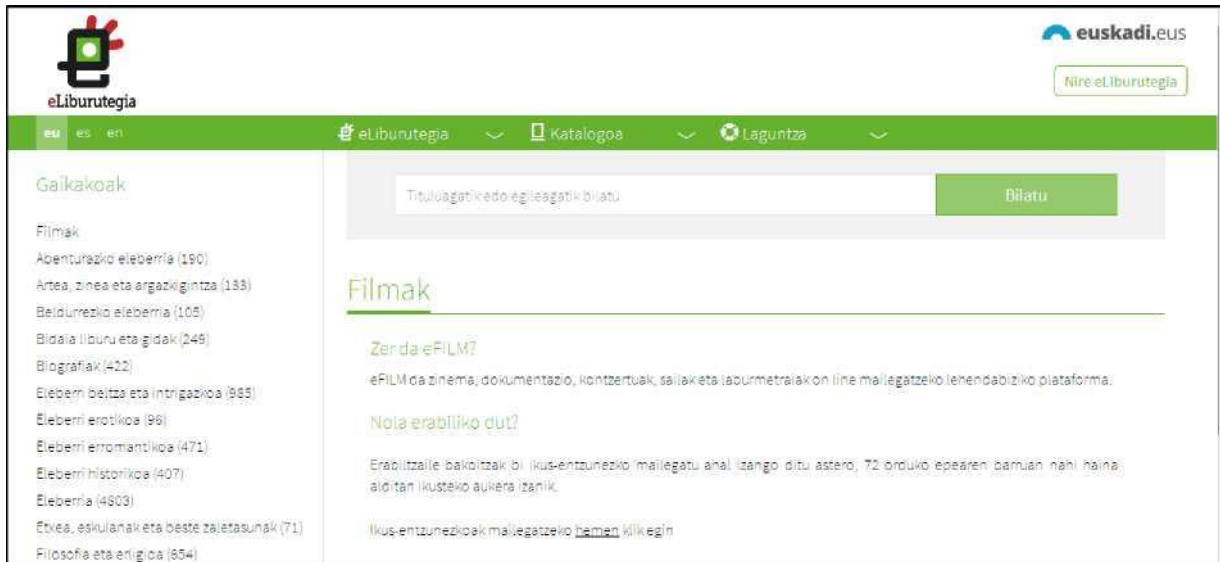 eLiburutegia
euskadi.eus
Nire eLiburutegia
eu es en
eLiburutegia
Katalogoa
Laguntza
Gaikakoak
Filmak
Abenturazko eleberria (190)
Artea, zinea eta argazkigintza (133)
Beldurrezko eleberria (105)
Bidaia liburu eta gidak (249)
Biografiak (422)
Eleberri beltza eta intrigazkoa (985)
Eleberri erotikoa (96)
Eleberri erromantikoa (471)
Eleberri historikoa (407)
Eleberria (4803)
Etxea, eskulanak eta beste zaletasunak (71)
Filosofia eta erligioa (654)
Tituluagatik edo egileagatik bilatu
Bilatu
Filmak
Zer da eFILM?
eFILM da zinema, dokumentazio, kontzertuak, sailak eta laburmetraiak on line mailegatzeko lehendabiziko plataforma.
Nola erabiliko dut?
Erabiltzaile bakoitzak bi ikus-entzunezko mailegatu ahal izango ditu astero, 72 orduko epearen barruan nahi haina
alditan ikusteko aukera izanik.
Ikus-entzunezkoak mailegatzeko hemen klik egin